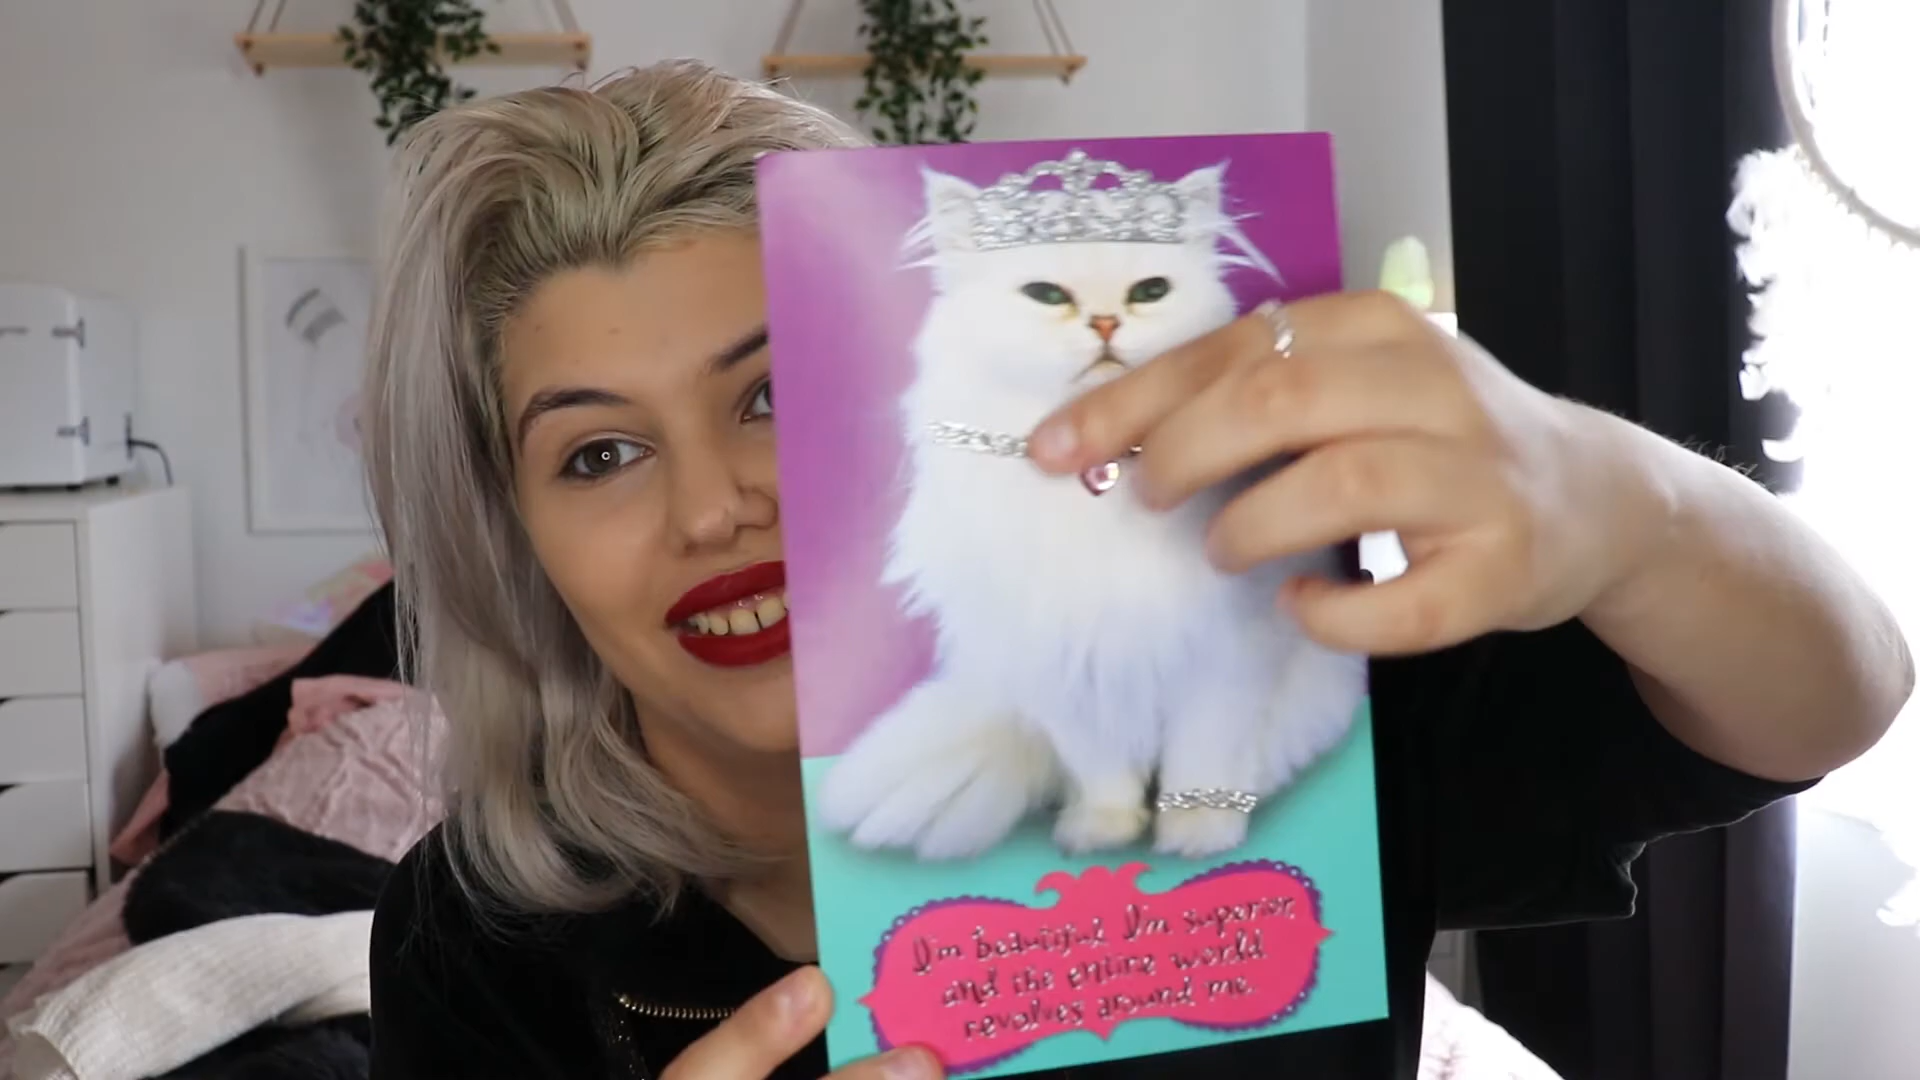 I'm beautiful I'm superior,
and the entire world
revolves around me.